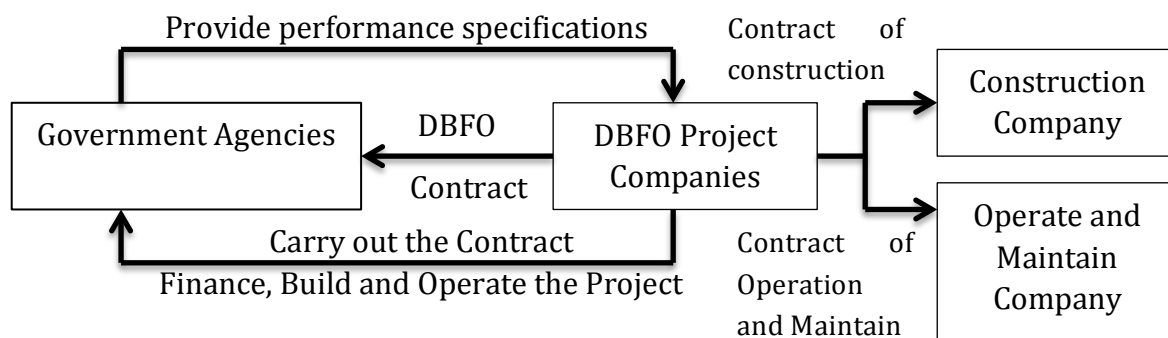 Provide performance specifications
Contract of
construction
Construction
Company
Government Agencies
DBFO
Contract
DBFO Project
Companies
Carry out the Contract
Finance, Build and Operate the Project
Contract of
Operation
and Maintain
Operate and
Maintain
Company